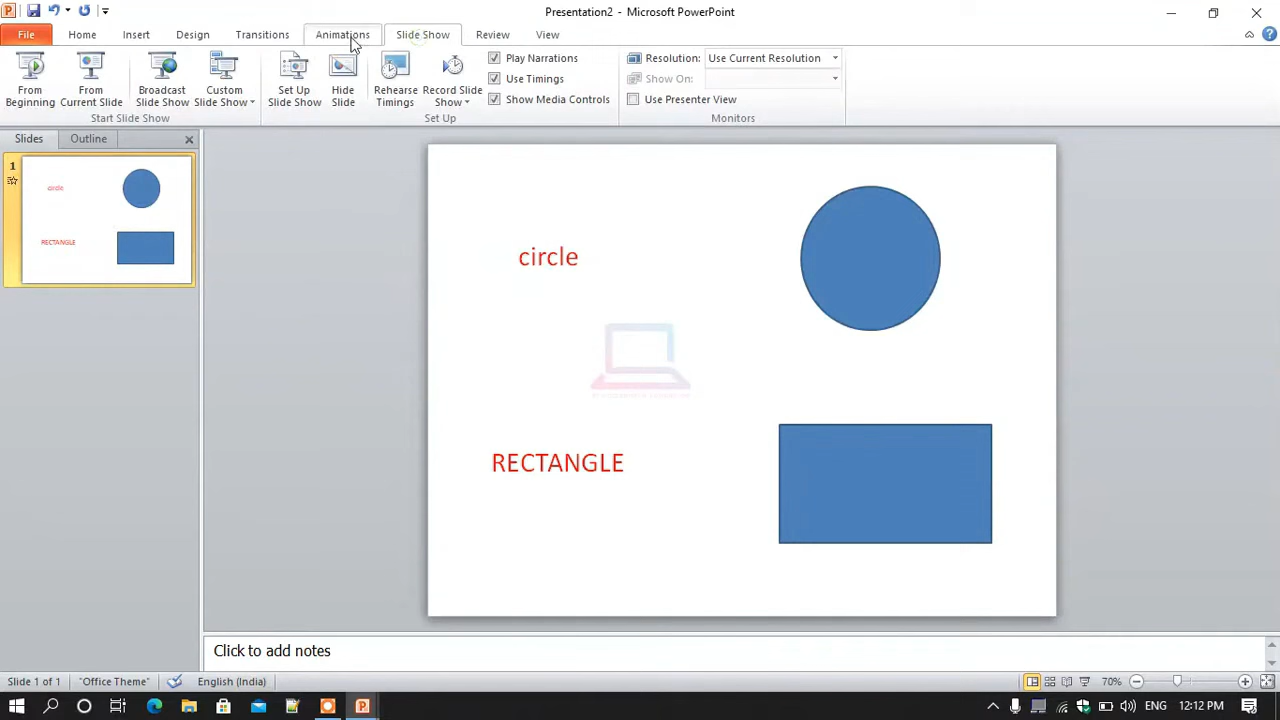 Presentation2 - Microsoft PowerPoint
File Home Insert Design Transitions Animations Slide Show Review View
From Beginning
From Current Slide
Broadcast Slide Show
Custom Slide Show
Start Slide Show
Set Up Slide Show
Hide Slide
Rehearse Timings
Record Slide Show
Play Narrations
Use Timings
Show Media Controls
Set Up
Resolution: Use Current Resolution
Show On:
Use Presenter View
Monitors
Slides Outline
1
circle
RECTANGLE
circle
RECTANGLE
Click to add notes
Slide 1 of 1 "Office Theme" English (India) 70%
ENG 12:12 PM